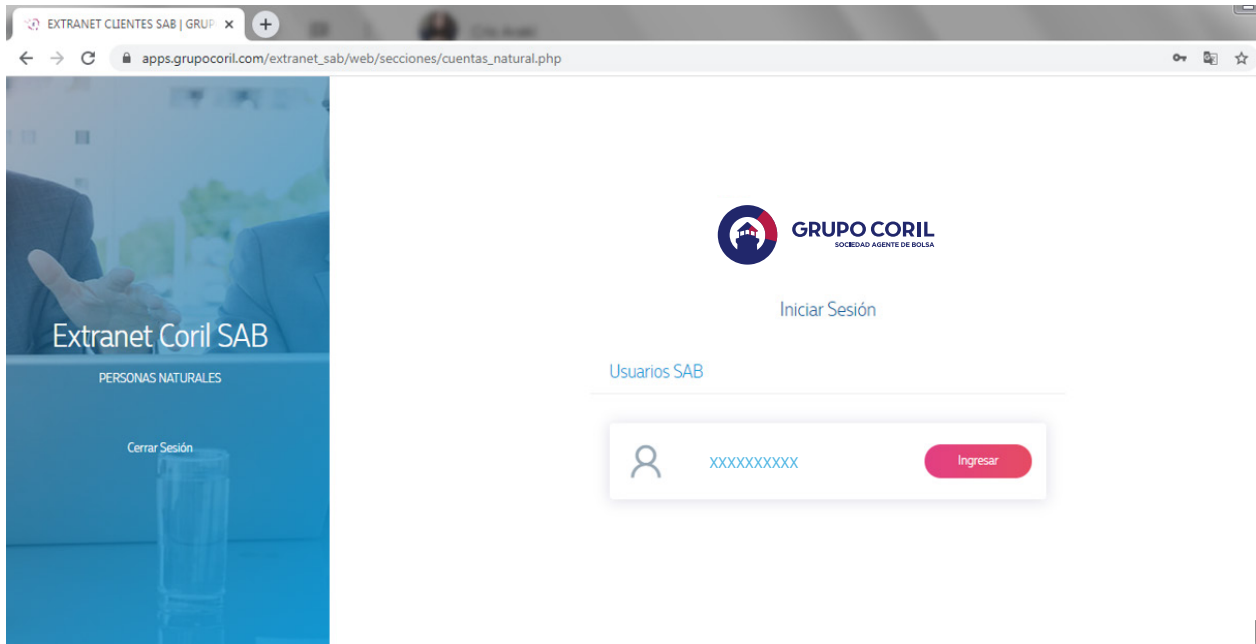 EXTRANET CLIENTES SAB | GRUP
apps.grupocoril.com/extranet_sab/web/secciones/cuentas_natural.php
Extranet Coril SAB
PERSONAS NATURALES
Cerrar Sesión
GRUPO CORIL
SOCIEDAD AGENTE DE BOLSA
Iniciar Sesión
Usuarios SAB
XXXXXXXXXX
Ingresar